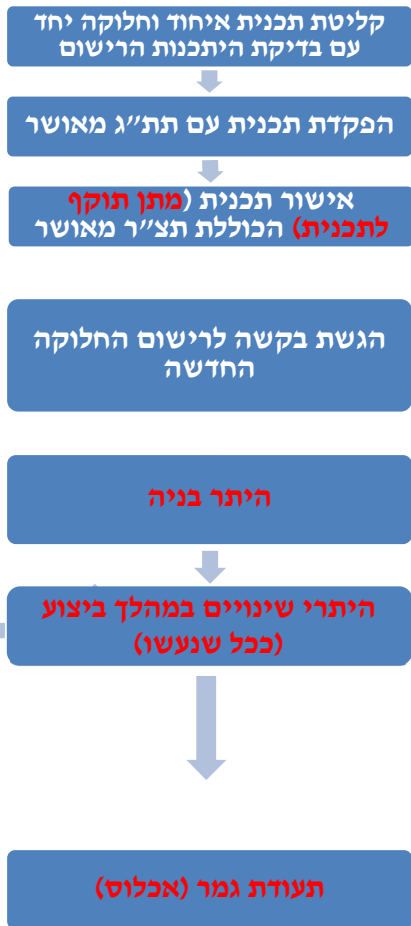 קליטת תכנית איחוד וחלוקה יחד
עם בדיקת היתכנות הרישום
הפקדת תכנית עם תת״ג מאושר
אישור תכנית (מתן תוקף
לתכנית) הכוללת תצ״ר מאושר
הגשת בקשה לרישום החלוקה
החדשה
היתר בניה
היתרי שינויים במהלך ביצוע
(ככל שנעשו)
תעודת גמר (אכלוס)